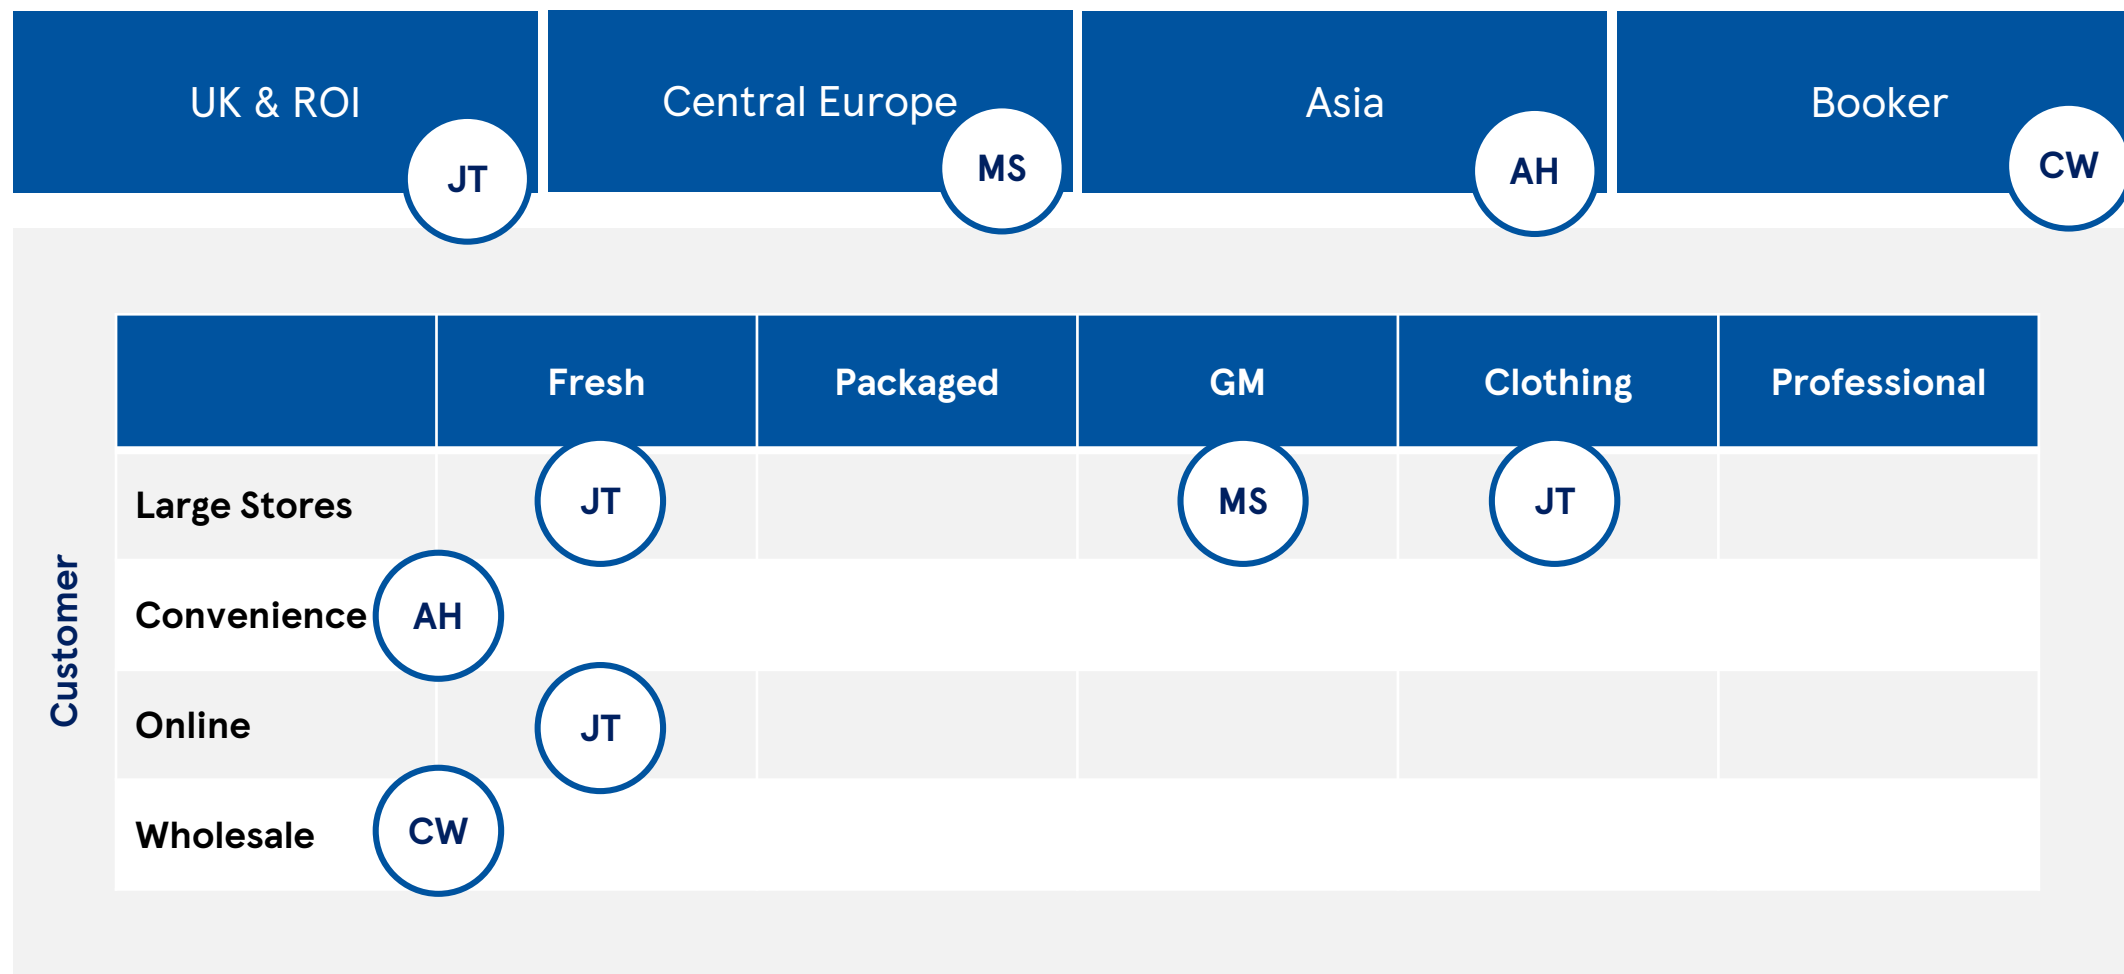 UK & ROI
JT
Central Europe
MS
Asia
AH
Booker
CW
Customer
Fresh Packaged GM Clothing Professional
Large Stores JT MS JT
Convenience AH
Online JT
Wholesale CW